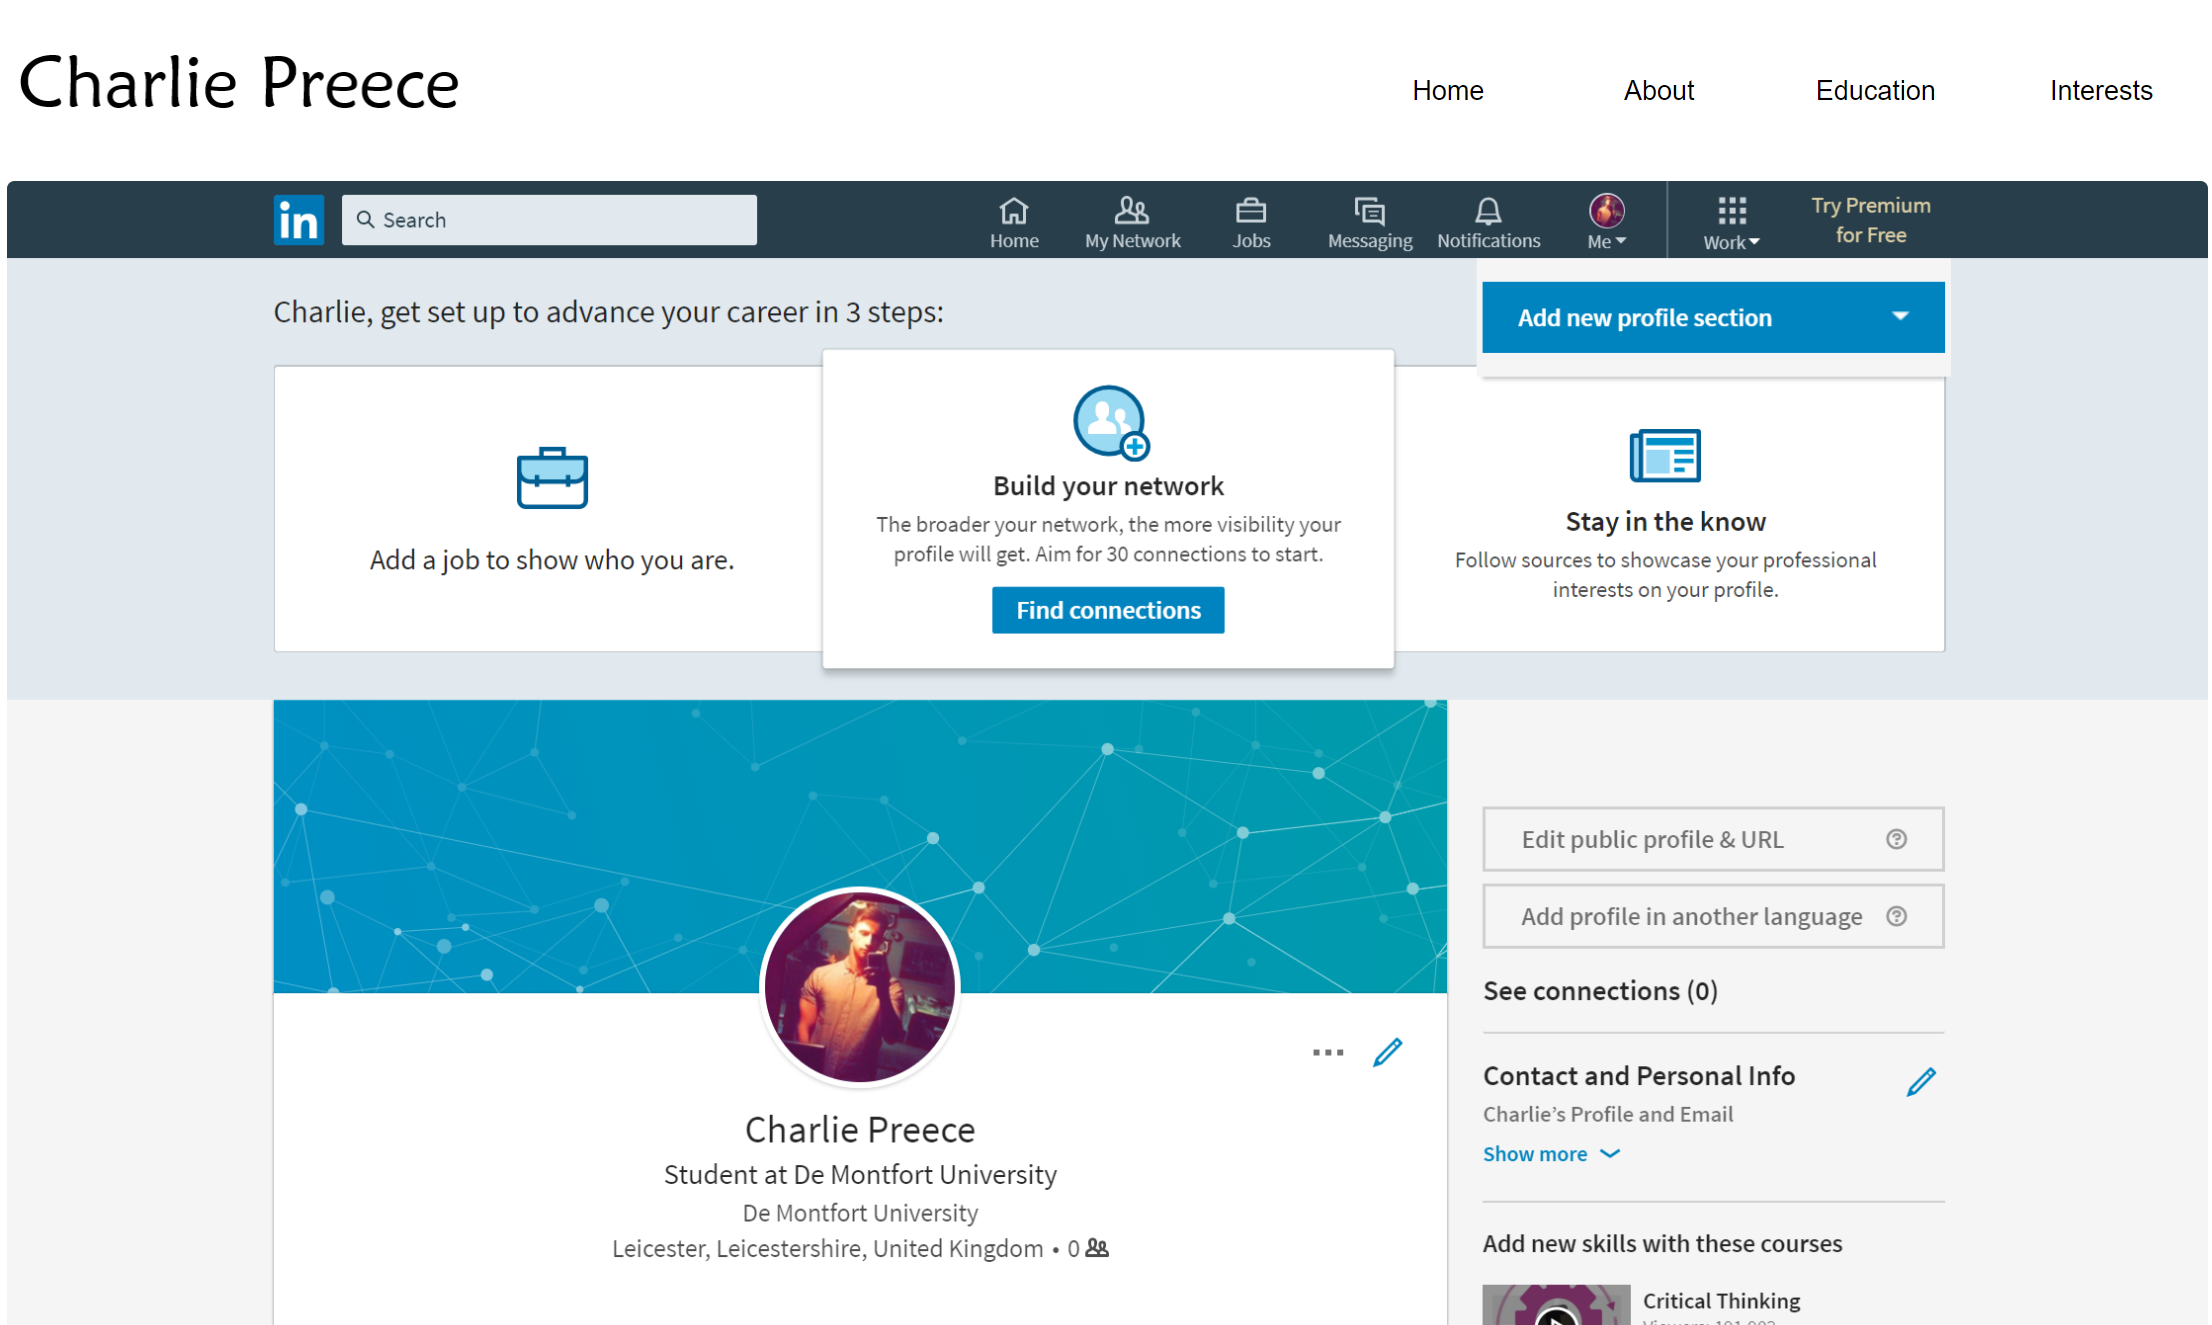 Charlie Preece
Home
About
Education
Interests
in
Search
Home
My Network
Jobs
Messaging
Notifications
Me
Work
Try Premium
for Free
Charlie, get set up to advance your career in 3 steps:
Add new profile section
Add a job to show who you are.
Build your network
The broader your network, the more visibility your
profile will get. Aim for 30 connections to start.
Find connections
Stay in the know
Follow sources to showcase your professional
interests on your profile.
Charlie Preece
Student at De Montfort University
De Montfort University
Leicester, Leicestershire, United Kingdom • 0
Edit public profile & URL
Add profile in another language
See connections (0)
Contact and Personal Info
Charlie’s Profile and Email
Show more
Add new skills with these courses
Critical Thinking